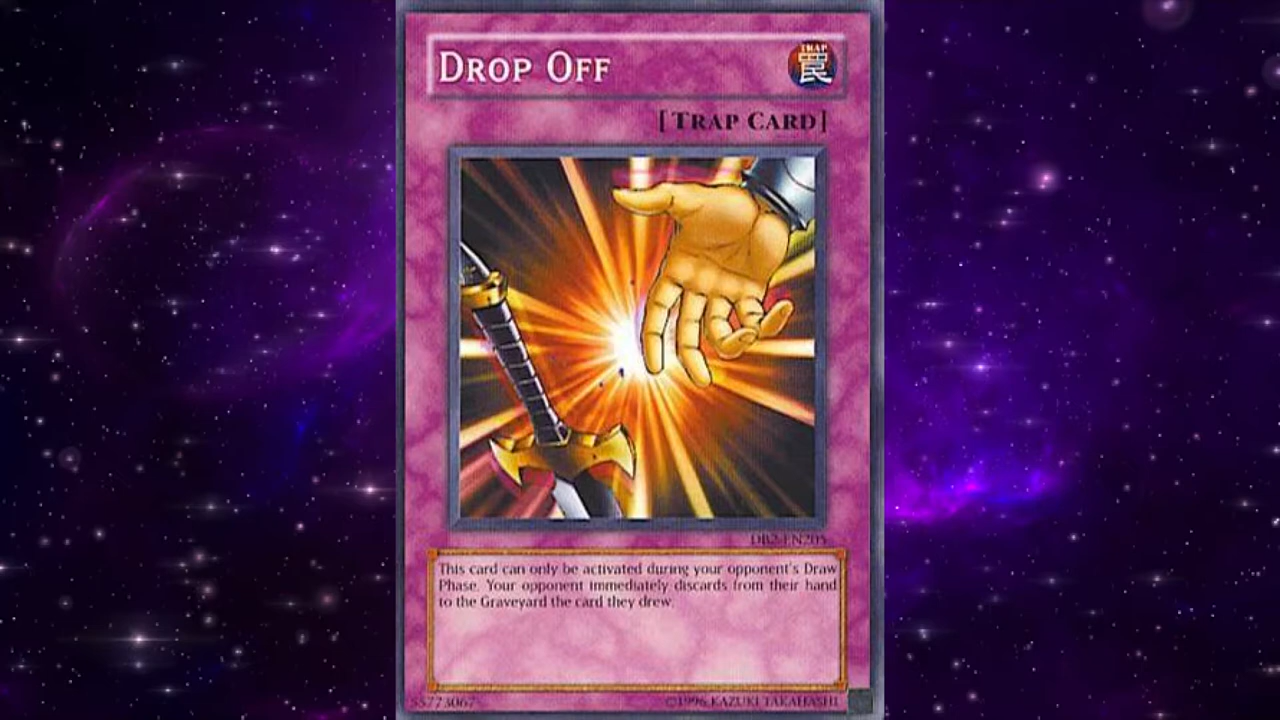 DROP OFF
TRAP
罠
[TRAP CARD]
DB2-EN205
This card can only be activated during your opponent's Draw
Phase. Your opponent immediately discards from their hand
to the Graveyard the card they drew.
55773067
©1996 KAZUKI TAKAHASHI